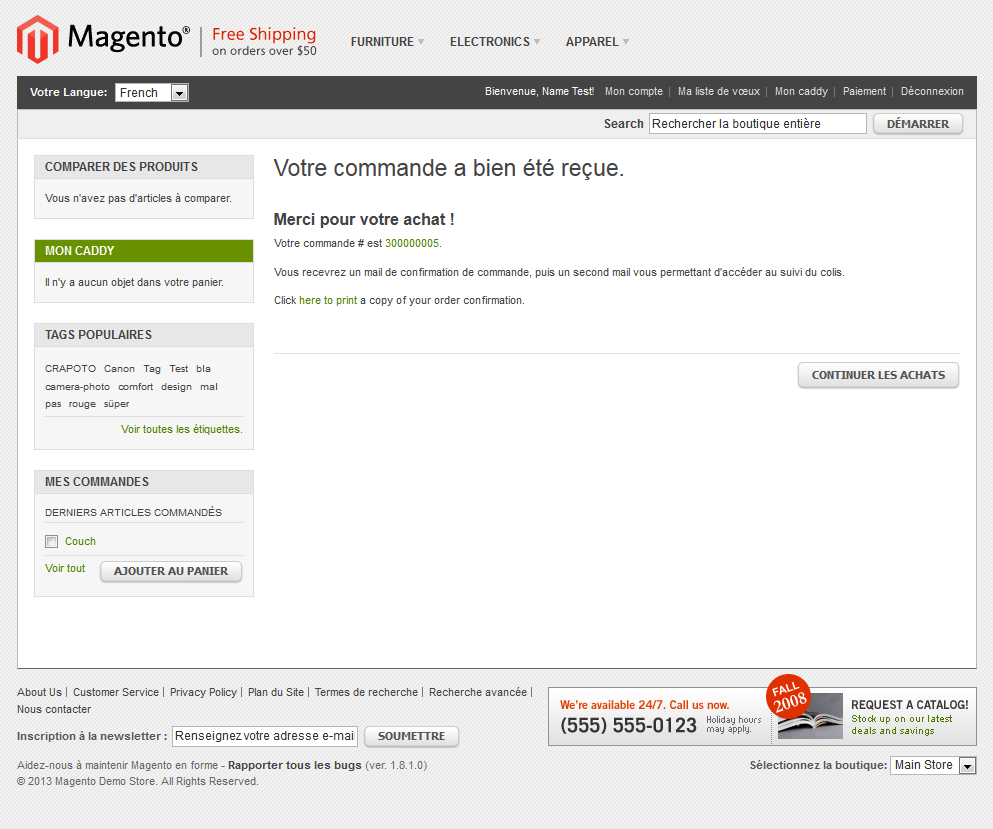 Magento®
Free Shipping
on orders over $50
FURNITURE
ELECTRONICS
APPAREL
Votre Langue: French
Bienvenue, Name Test! Mon compte | Ma liste de vœux | Mon caddy | Paiement | Déconnexion
Search Rechercher la boutique entière DÉMARRER
COMPARER DES PRODUITS
Vous n'avez pas d'articles à comparer.
MON CADDY
Il n'y a aucun objet dans votre panier.
TAGS POPULAIRES
CRAPOTO Canon Tag Test bla
camera-photo comfort design mal
pas rouge süper
Voir toutes les étiquettes.
MES COMMANDES
DERNIERS ARTICLES COMMANDÉS
Couch
Voir tout AJOUTER AU PANIER
Votre commande a bien été reçue.
Merci pour votre achat !
Votre commande # est 300000005.
Vous recevrez un mail de confirmation de commande, puis un second mail vous permettant d'accéder au suivi du colis.
Click here to print a copy of your order confirmation.
CONTINUER LES ACHATS
About Us | Customer Service | Privacy Policy | Plan du Site | Termes de recherche | Recherche avancée |
Nous contacter
Inscription à la newsletter : Renseignez votre adresse e-mai SOUMETTRE
We're available 24/7. Call us now.
(555) 555-0123 Holiday hours
may apply.
FALL
2008
REQUEST A CATALOG!
Stock up on our latest
deals and savings
Aidez-nous à maintenir Magento en forme - Rapporter tous les bugs (ver. 1.8.1.0)
© 2013 Magento Demo Store. All Rights Reserved.
Sélectionnez la boutique: Main Store